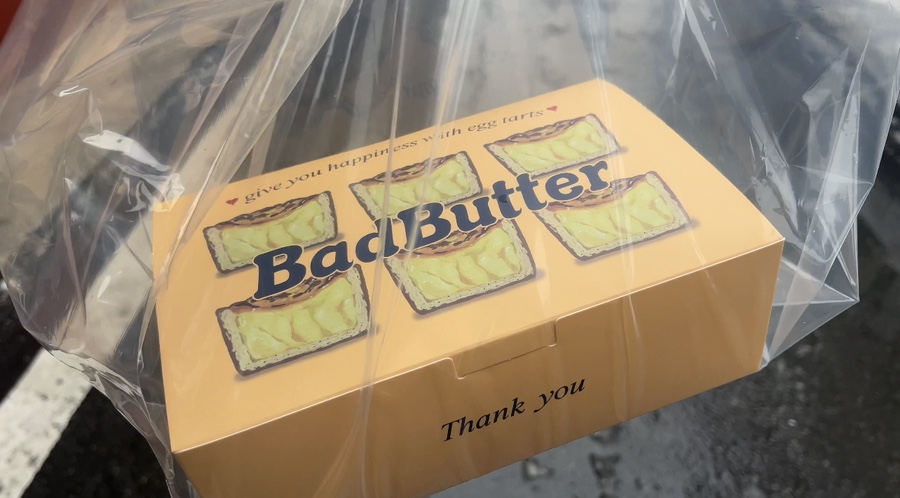 ♥ give you happiness with egg tarts ♥
BadButter
Thank you